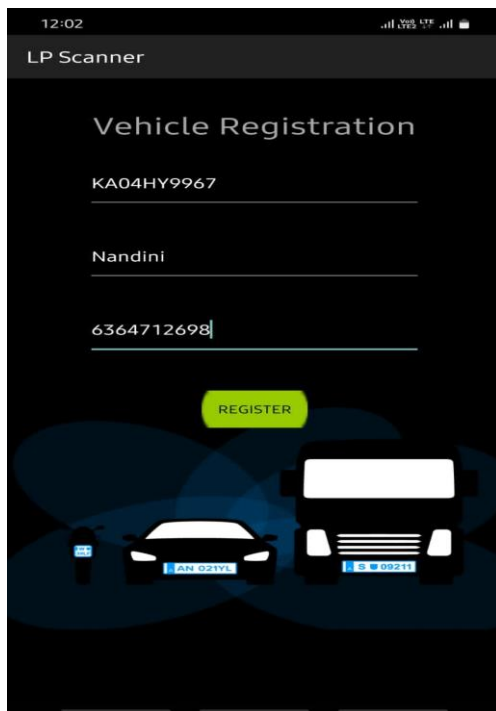 12:02
LP Scanner
Vehicle Registration
KA04HY9967
Nandini
6364712698
REGISTER
AN 021YL
S 09211